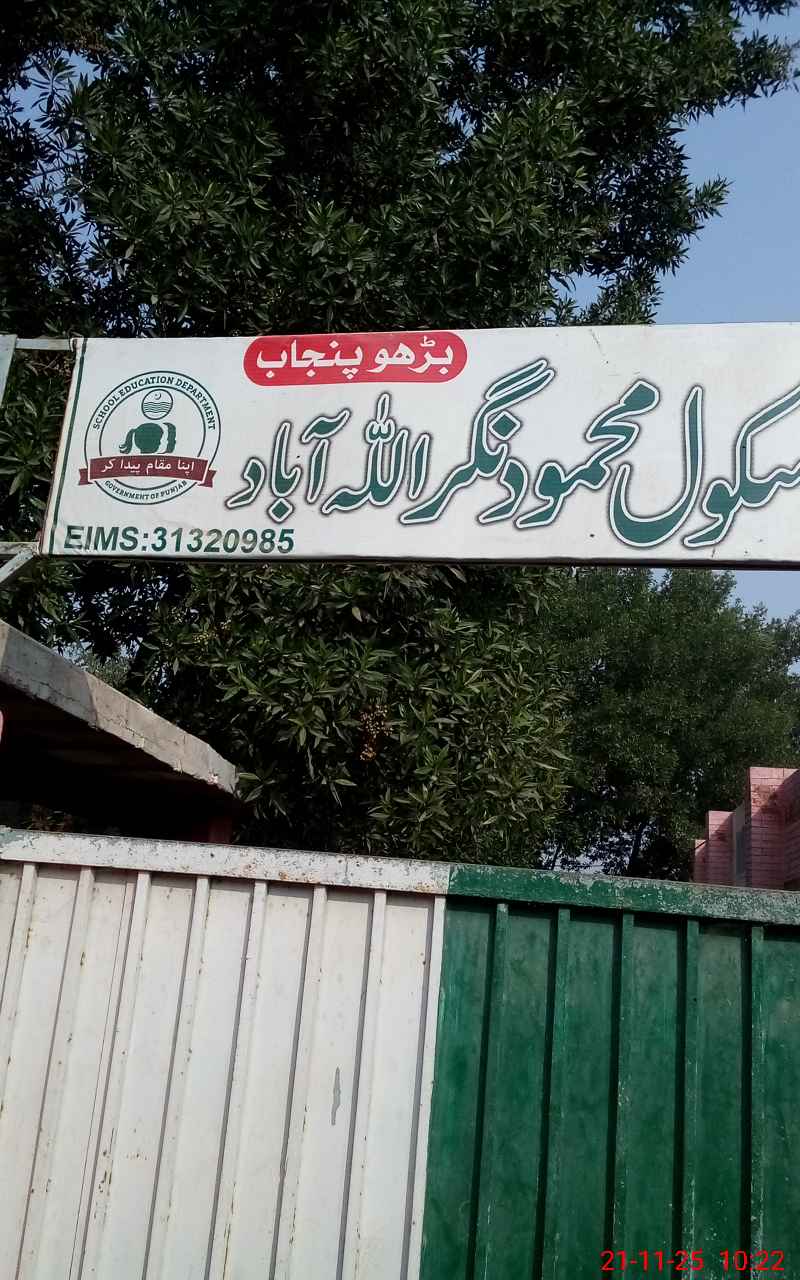 بڑھو پنجاب
سکول محمود نگر اللہ آباد
SCHOOL EDUCATION DEPARTMENT
اپنا مقام پیدا کر
GOVERNMENT OF PUNJAB
EIMS:31320985
21-11-25 10:22